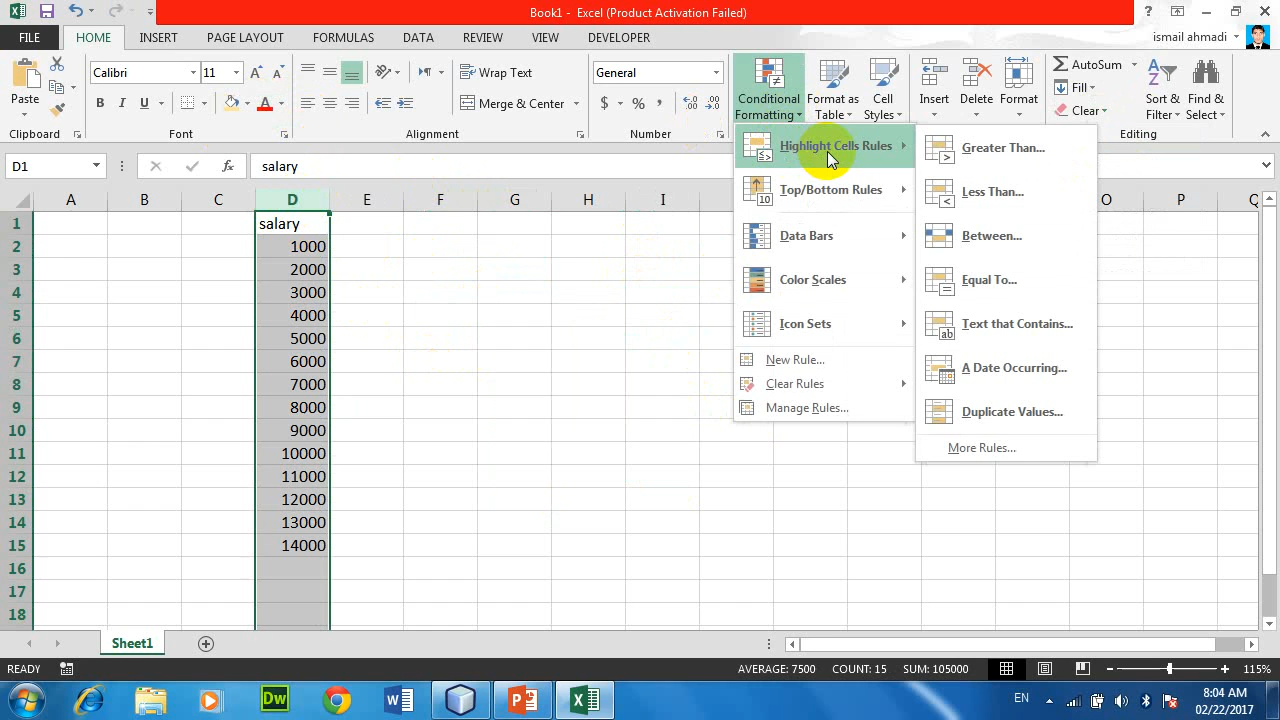 Book1 - Excel (Product Activation Failed)
FILE HOME INSERT PAGE LAYOUT FORMULAS DATA REVIEW VIEW DEVELOPER ismail ahmadi
Paste Calibri 11 Wrap Text General Conditional Formatting Format as Table Cell Styles Insert Delete Format AutoSum Fill Clear Sort & Filter Find & Select
B I U A Merge & Center $ % ,
Clipboard Font Alignment Number Editing
D1 fx salary
Highlight Cells Rules
Top/Bottom Rules
Data Bars
Color Scales
Icon Sets
New Rule...
Clear Rules
Manage Rules...
Greater Than...
Less Than...
Between...
Equal To...
Text that Contains...
A Date Occurring...
Duplicate Values...
More Rules...
A B C D E F G H I O P Q
1 salary
2 1000
3 2000
4 3000
5 4000
6 5000
7 6000
8 7000
9 8000
10 9000
11 10000
12 11000
13 12000
14 13000
15 14000
16
17
18
Sheet1
READY AVERAGE: 7500 COUNT: 15 SUM: 105000 115%
Dw EN 8:04 AM
02/22/2017